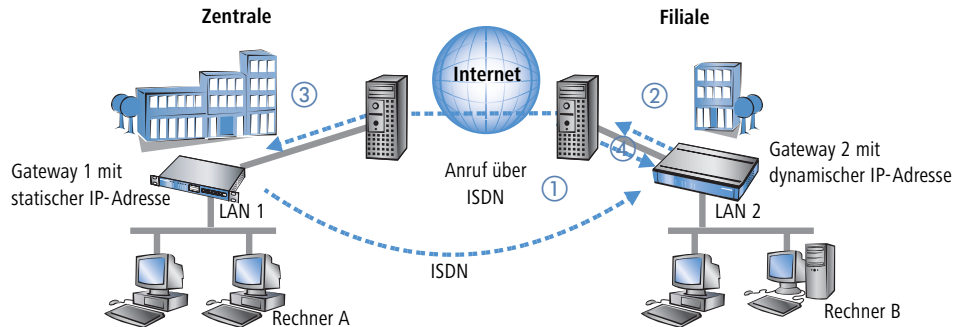 Zentrale
Filiale
Internet
③
②
④
Gateway 1 mit
statischer IP-Adresse
Anruf über
ISDN
①
Gateway 2 mit
dynamischer IP-Adresse
LAN 1
LAN 2
ISDN
Rechner A
Rechner B